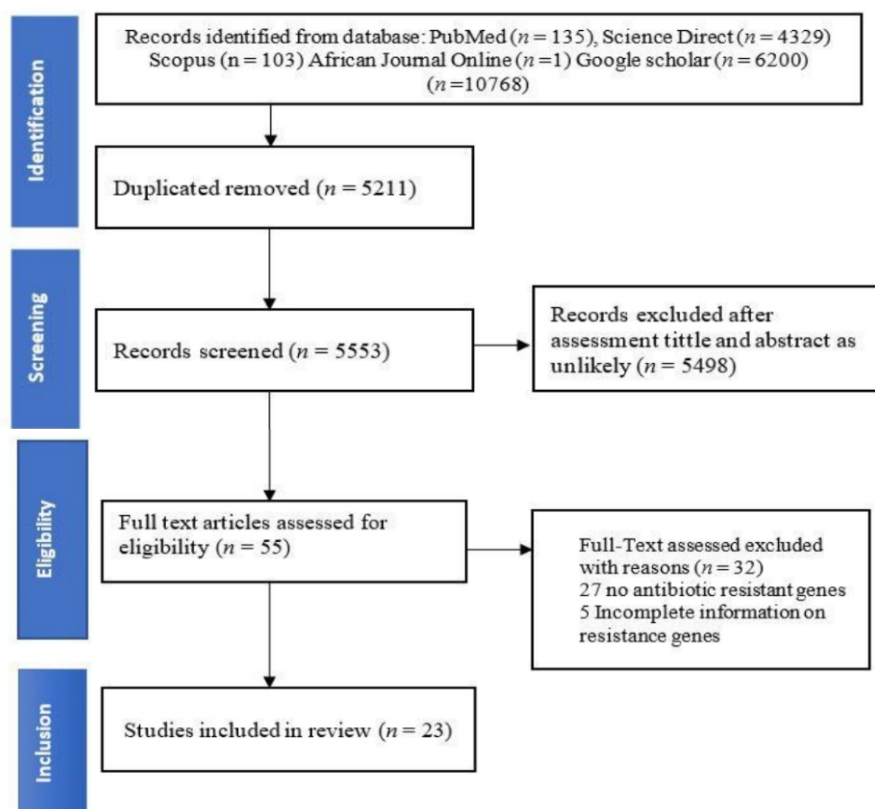 Identification
Records identified from database: PubMed (n = 135), Science Direct (n = 4329)
Scopus (n = 103) African Journal Online (n =1) Google scholar (n = 6200)
(n =10768)
Duplicated removed (n = 5211)
Screening
Records screened (n = 5553)
Records excluded after
assessment tittle and abstract as
unlikely (n = 5498)
Eligibility
Full text articles assessed for
eligibility (n = 55)
Full-Text assessed excluded
with reasons (n = 32)
27 no antibiotic resistant genes
5 Incomplete information on
resistance genes
Inclusion
Studies included in review (n = 23)